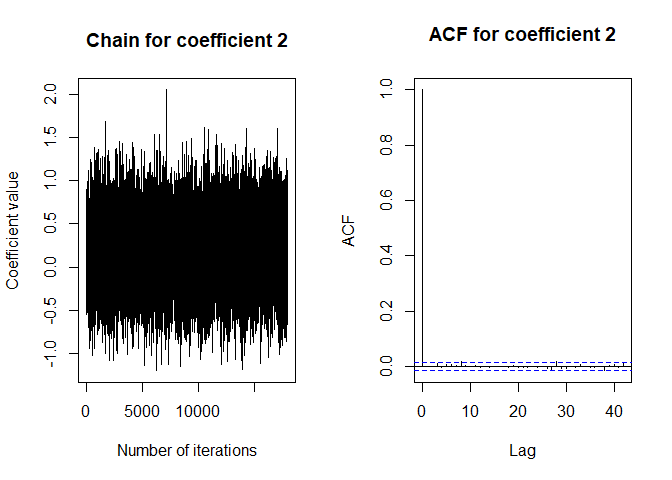 Chain for coefficient 2
Coefficient value
2.0
1.5
1.0
0.5
0.0
-0.5
-1.0
0 5000 10000
Number of iterations
ACF for coefficient 2
ACF
1.0
0.8
0.6
0.4
0.2
0.0
0 10 20 30 40
Lag